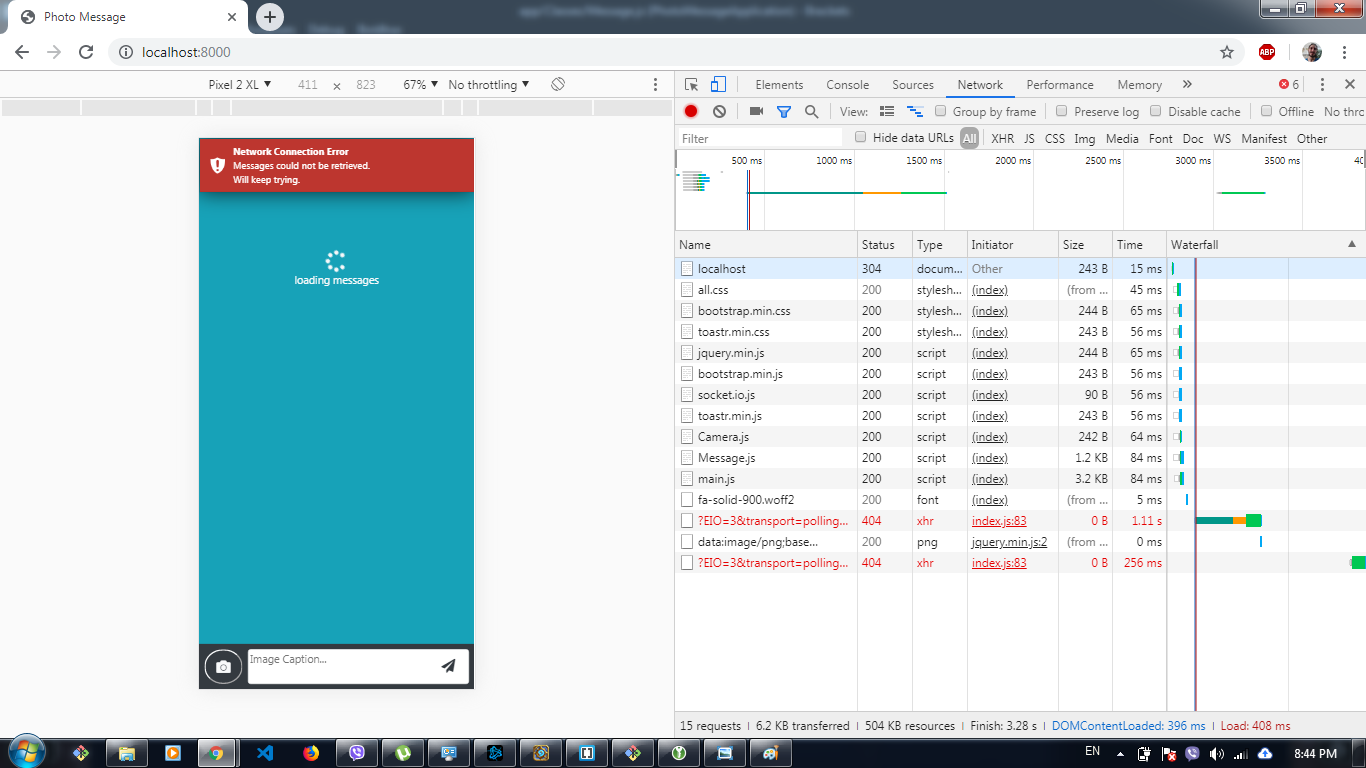 Photo Message
localhost:8000
ABP
Pixel 2 XL ▼ 411 x 823 67% ▼ No throttling ▼
Elements Console Sources Network Performance Memory » 6
View: Group by frame Preserve log Disable cache Offline No thro
Filter Hide data URLs All XHR JS CSS Img Media Font Doc WS Manifest Other
500 ms 1000 ms 1500 ms 2000 ms 2500 ms 3000 ms 3500 ms 40
Network Connection Error
Messages could not be retrieved.
Will keep trying.
loading messages
Image Caption...
Name Status Type Initiator Size Time Waterfall
localhost 304 docum... Other 243 B 15 ms
all.css 200 stylesh... (index) (from ... 45 ms
bootstrap.min.css 200 stylesh... (index) 244 B 65 ms
toastr.min.css 200 stylesh... (index) 243 B 56 ms
jquery.min.js 200 script (index) 244 B 65 ms
bootstrap.min.js 200 script (index) 243 B 56 ms
socket.io.js 200 script (index) 90 B 56 ms
toastr.min.js 200 script (index) 243 B 56 ms
Camera.js 200 script (index) 242 B 64 ms
Message.js 200 script (index) 1.2 KB 84 ms
main.js 200 script (index) 3.2 KB 84 ms
fa-solid-900.woff2 200 font (index) (from ... 5 ms
?EIO=3&transport=polling... 404 xhr index.js:83 0 B 1.11 s
data:image/png;base... 200 png jquery.min.js:2 (from ... 0 ms
?EIO=3&transport=polling... 404 xhr index.js:83 0 B 256 ms
15 requests | 6.2 KB transferred | 504 KB resources | Finish: 3.28 s | DOMContentLoaded: 396 ms | Load: 408 ms
EN 8:44 PM